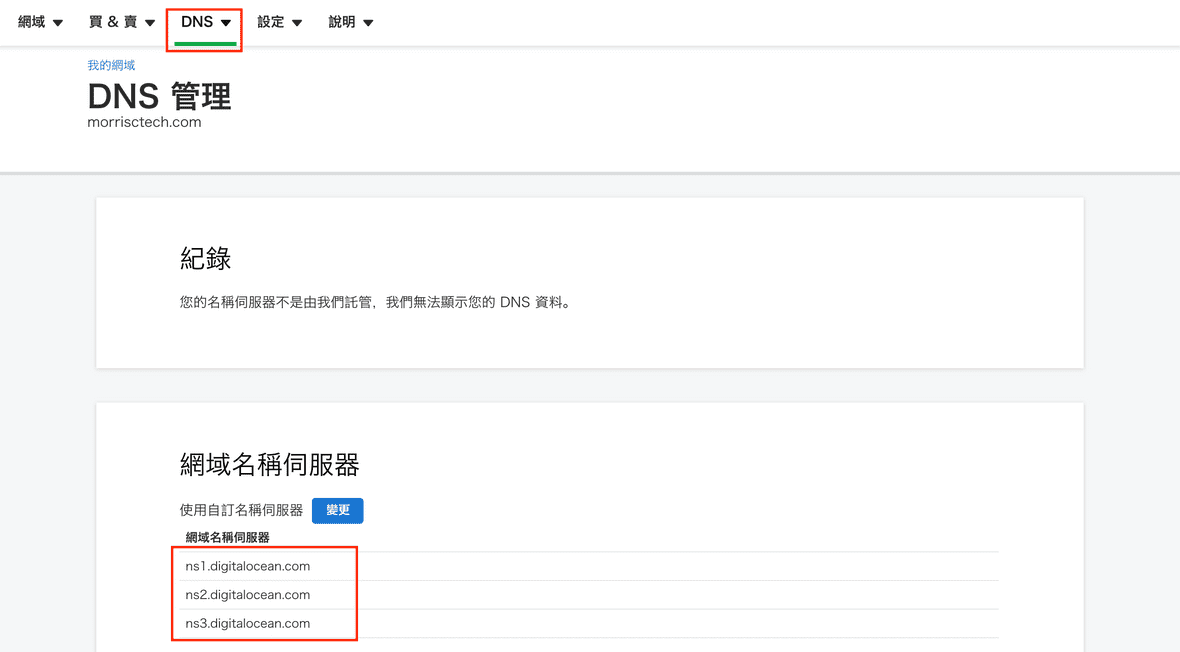 網域 ▼ 買 & 賣 ▼ DNS ▼ 設定 ▼ 說明 ▼
我的網域
DNS 管理
morrisctech.com
紀錄
您的名稱伺服器不是由我們託管，我們無法顯示您的 DNS 資料。
網域名稱伺服器
使用自訂名稱伺服器 變更
網域名稱伺服器
ns1.digitalocean.com
ns2.digitalocean.com
ns3.digitalocean.com